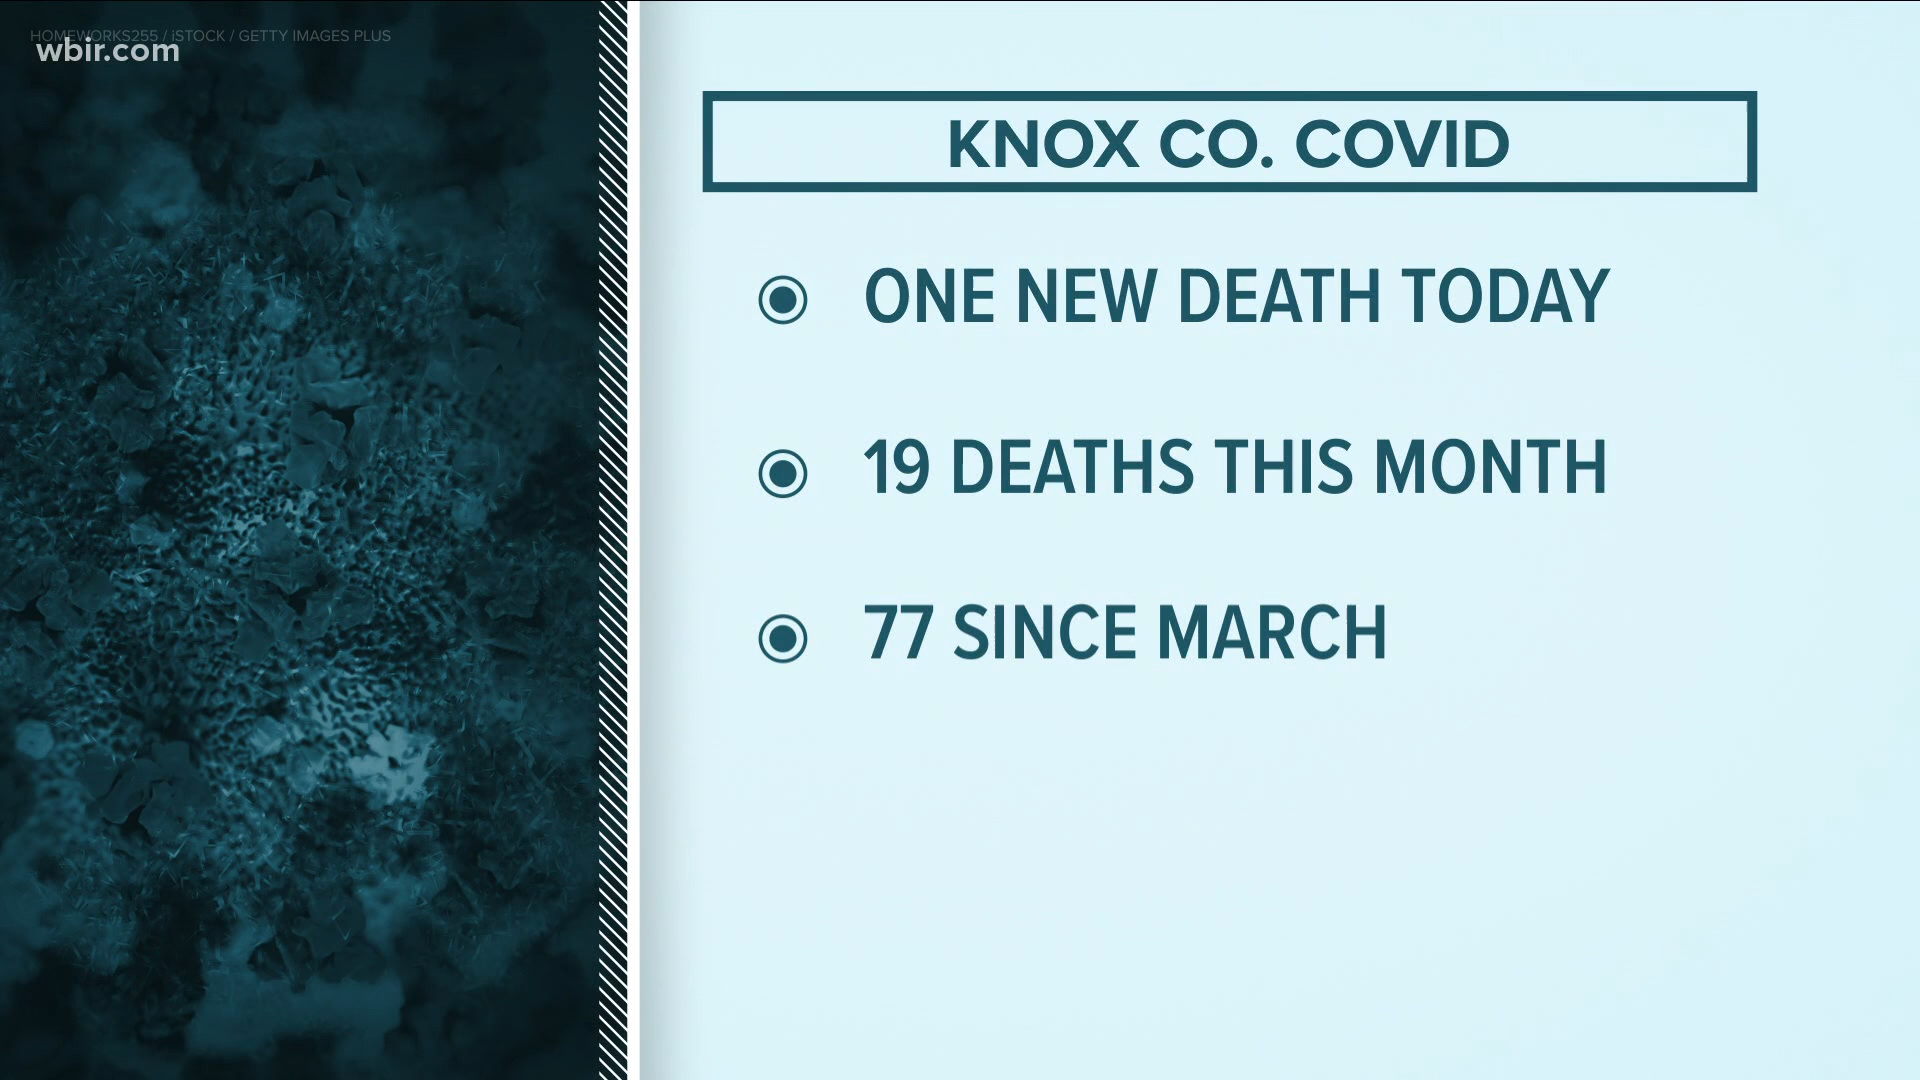 HOMEWORKS255 / iSTOCK / GETTY IMAGES PLUS
wbir.com
KNOX CO. COVID
ONE NEW DEATH TODAY
19 DEATHS THIS MONTH
77 SINCE MARCH